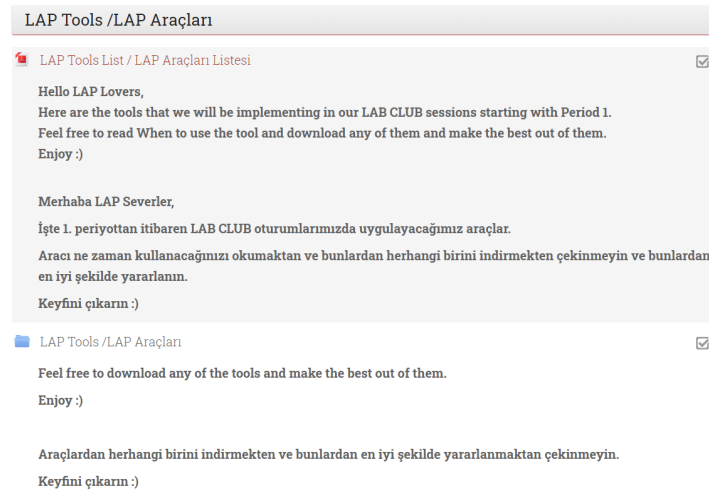 LAP Tools /LAP Araçları
LAP Tools List / LAP Araçları Listesi
Hello LAP Lovers,
Here are the tools that we will be implementing in our LAB CLUB sessions starting with Period 1.
Feel free to read When to use the tool and download any of them and make the best out of them.
Enjoy :)
Merhaba LAP Severler,
İşte 1. periyottan itibaren LAB CLUB oturumlarımızda uygulayacağımız araçlar.
Aracı ne zaman kullanacağınızı okumaktan ve bunlardan herhangi birini indirmekten çekinmeyin ve bunlardan
en iyi şekilde yararlanın.
Keyfini çıkarın :)
LAP Tools /LAP Araçları
Feel free to download any of the tools and make the best out of them.
Enjoy :)
Araçlardan herhangi birini indirmekten ve bunlardan en iyi şekilde yararlanmaktan çekinmeyin.
Keyfini çıkarın :)